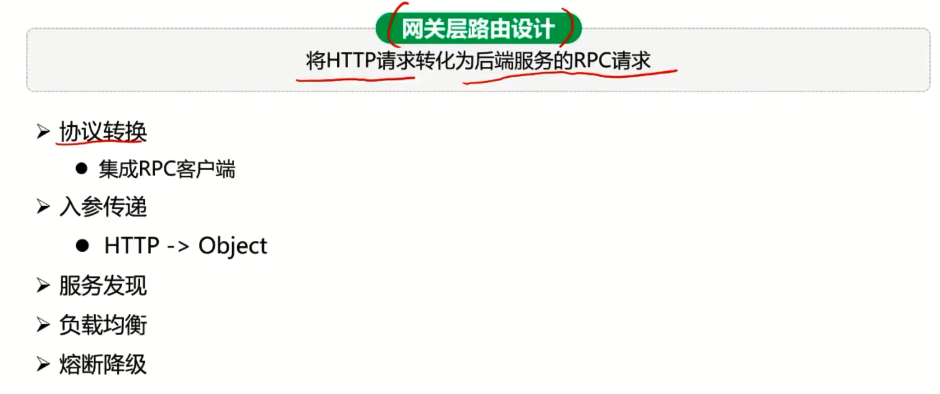 网关层路由设计
将HTTP请求转化为后端服务的RPC请求
协议转换
集成RPC客户端
入参传递
HTTP -> Object
服务发现
负载均衡
熔断降级